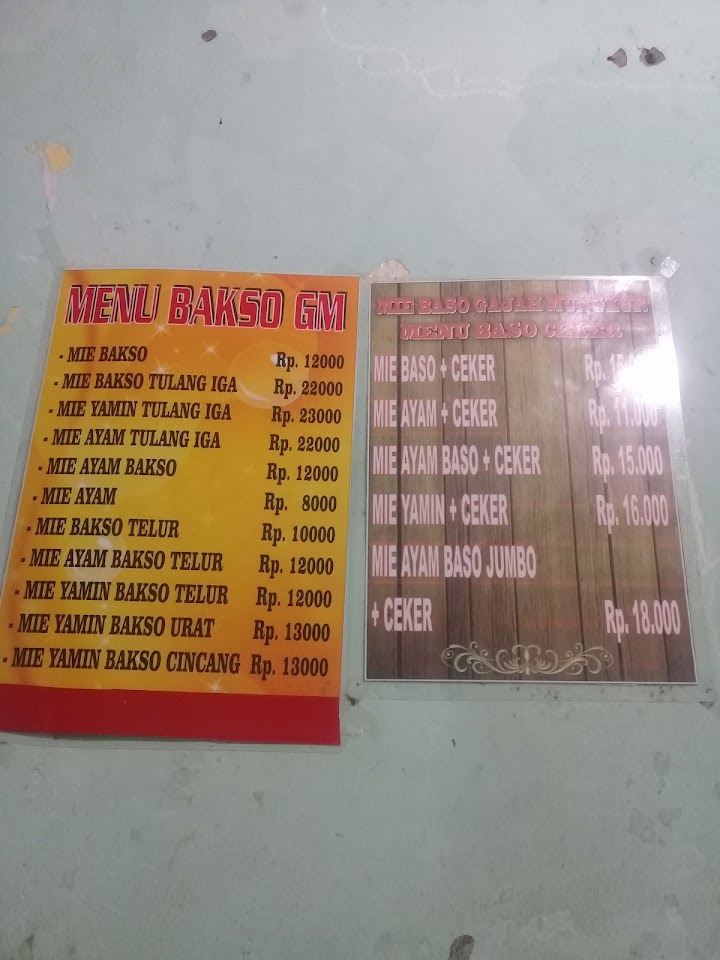 MENU BAKSO GM
- MIE BAKSO Rp. 12000
- MIE BAKSO TULANG IGA Rp. 22000
- MIE YAMIN TULANG IGA Rp. 23000
- MIE AYAM TULANG IGA Rp. 22000
- MIE AYAM BAKSO Rp. 12000
- MIE AYAM Rp. 8000
- MIE BAKSO TELUR Rp. 10000
- MIE AYAM BAKSO TELUR Rp. 12000
- MIE YAMIN BAKSO TELUR Rp. 12000
- MIE YAMIN BAKSO URAT Rp. 13000
- MIE YAMIN BAKSO CINCANG Rp. 13000
MIE BASO GAJAH
MENU BASO CEKER
MIE BASO + CEKER Rp.
MIE AYAM + CEKER Rp. 11.000
MIE AYAM BASO + CEKER Rp. 15.000
MIE YAMIN + CEKER Rp. 16.000
MIE AYAM BASO JUMBO
+ CEKER Rp. 18.000